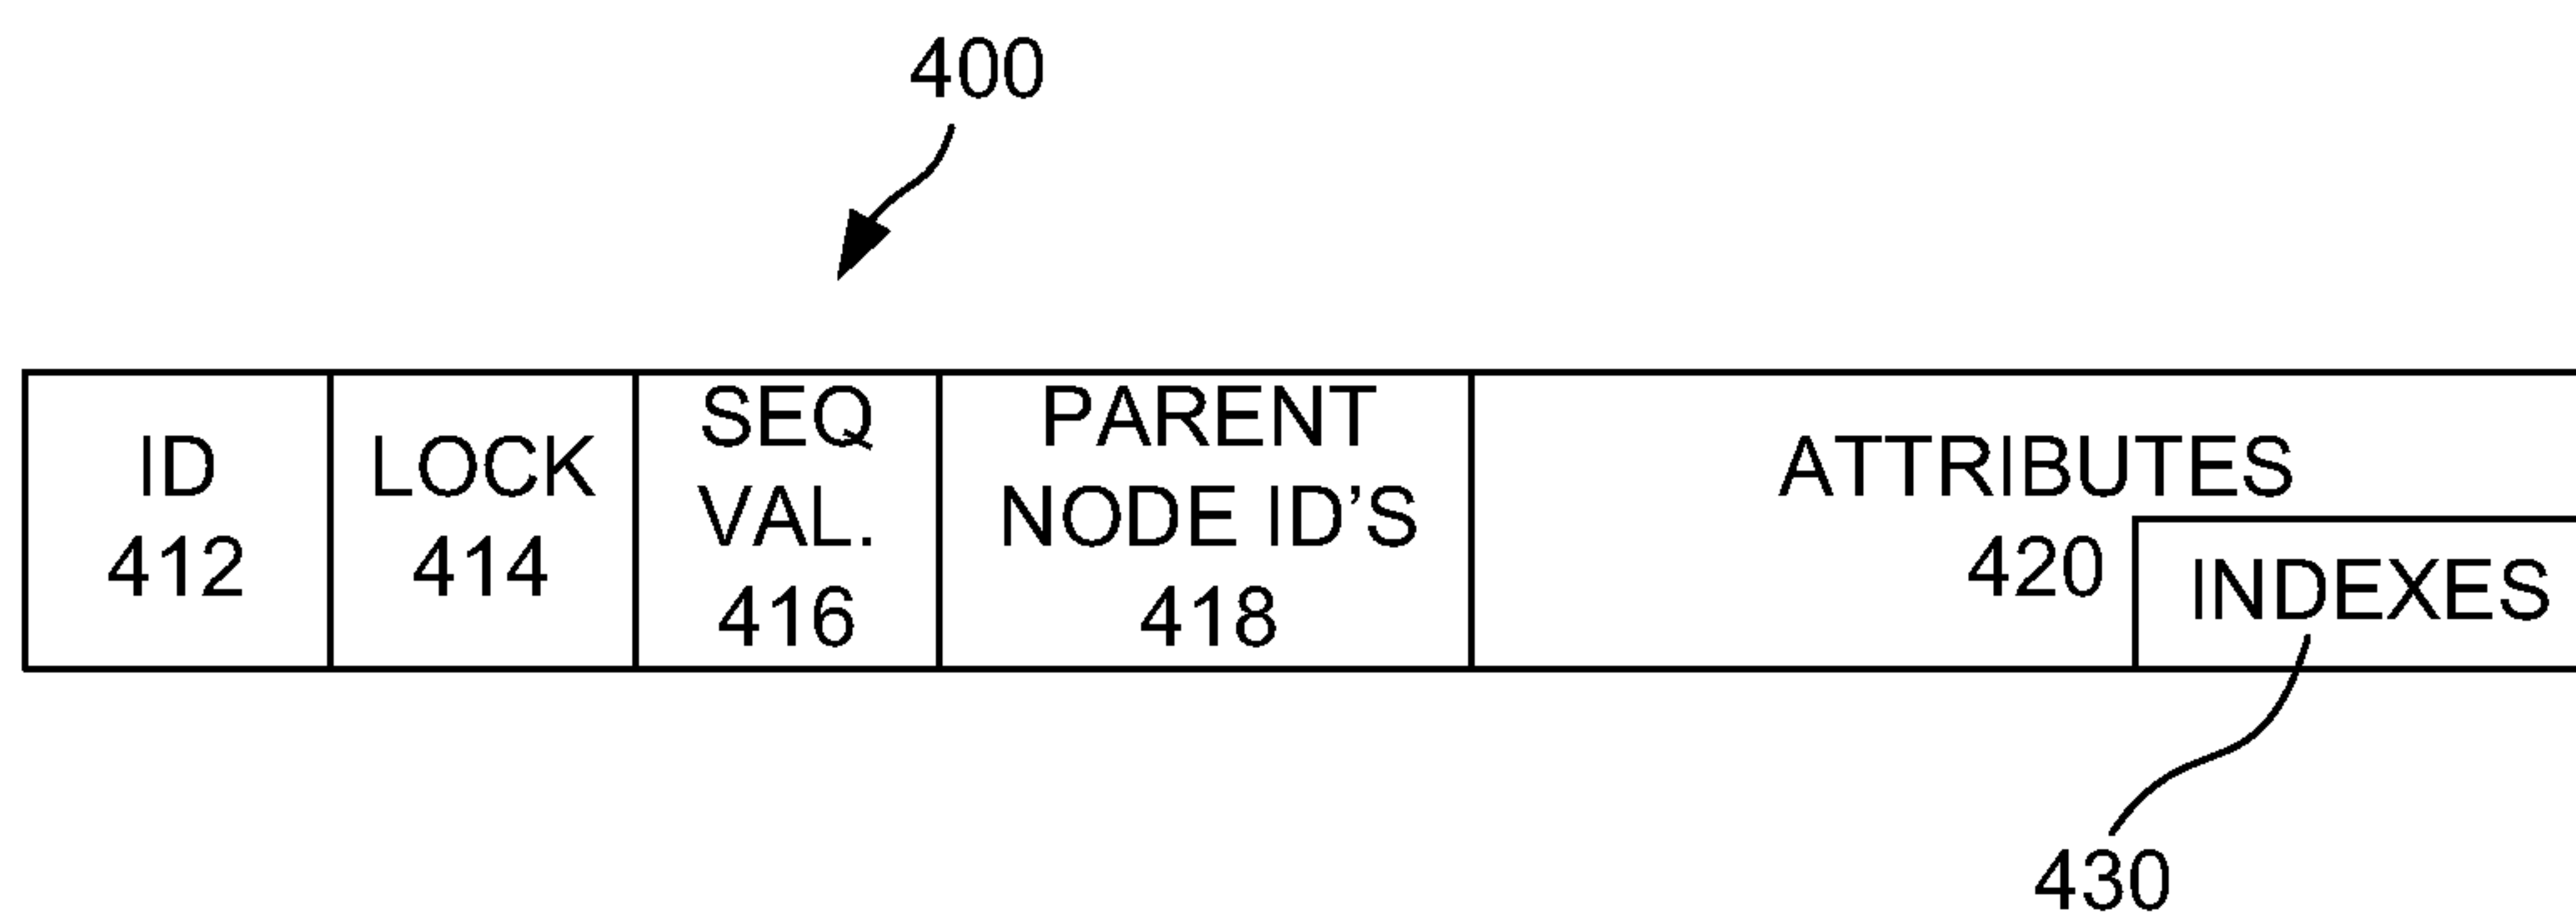 400
ID
412
LOCK
414
SEQ
VAL.
416
PARENT
NODE ID’S
418
ATTRIBUTES
420
INDEXES
430